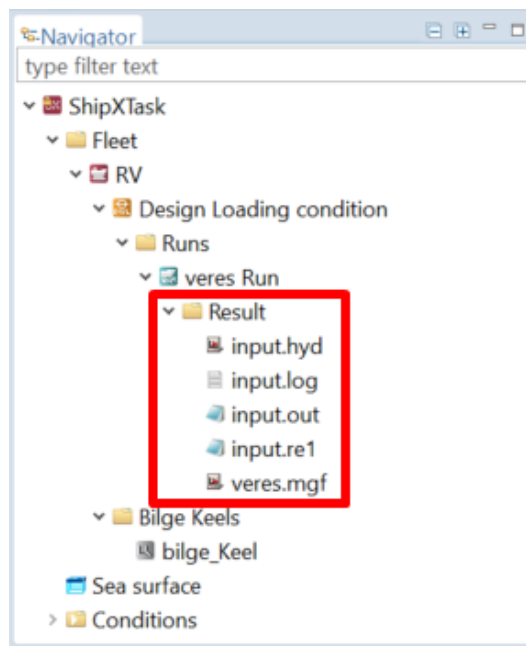 Navigator
type filter text
ShipXTask
Fleet
RV
Design Loading condition
Runs
veres Run
Result
input.hyd
input.log
input.out
input.re1
veres.mgf
Bilge Keels
bilge_Keel
Sea surface
Conditions